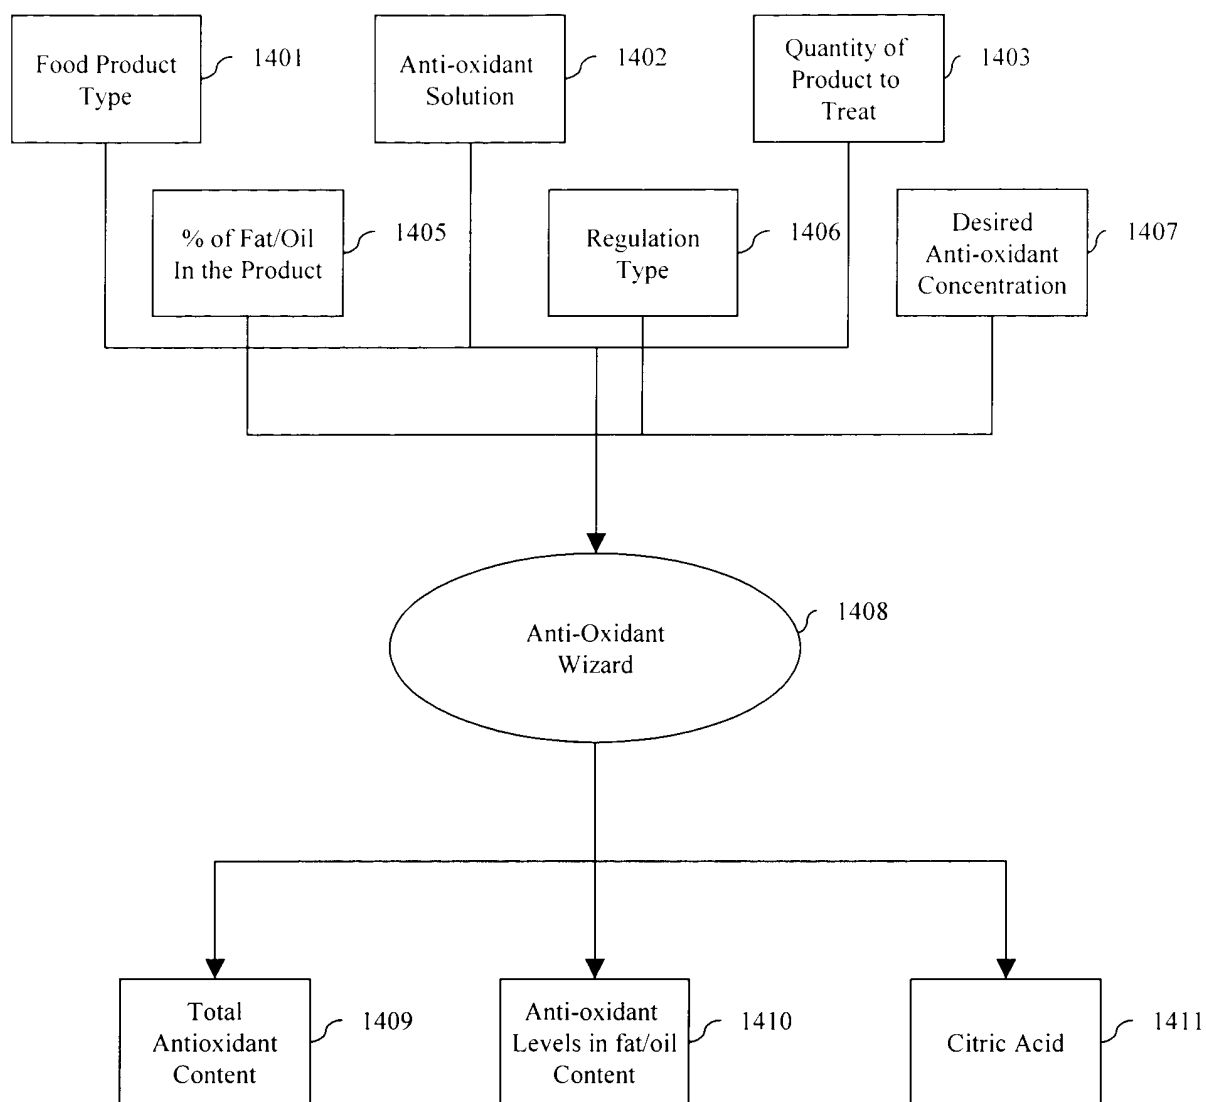 Food Product
Type
1401
Anti-oxidant
Solution
1402
Quantity of
Product to
Treat
1403
% of Fat/Oil
In the Product
1405
Regulation
Type
1406
Desired
Anti-oxidant
Concentration
1407
Anti-Oxidant
Wizard
1408
Total
Antioxidant
Content
1409
Anti-oxidant
Levels in fat/oil
Content
1410
Citric Acid
1411